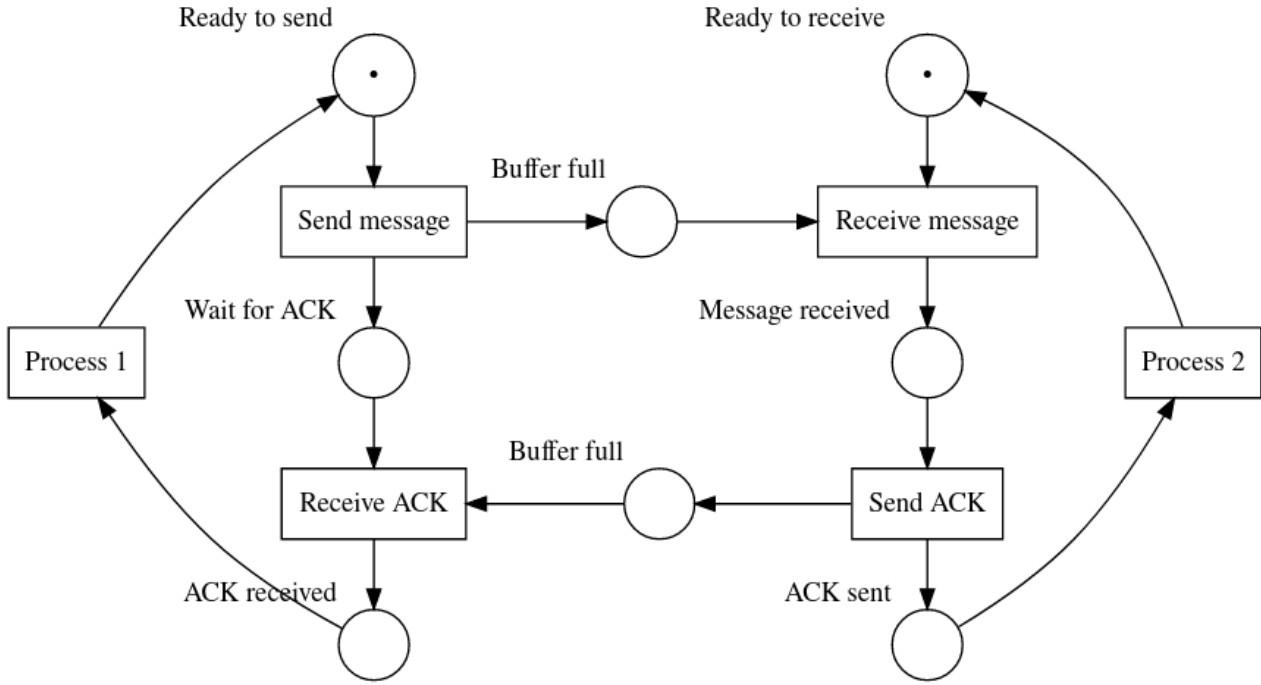 Ready to send
Ready to receive
Buffer full
Send message
Receive message
Wait for ACK
Message received
Process 1
Process 2
Buffer full
Receive ACK
Send ACK
ACK received
ACK sent